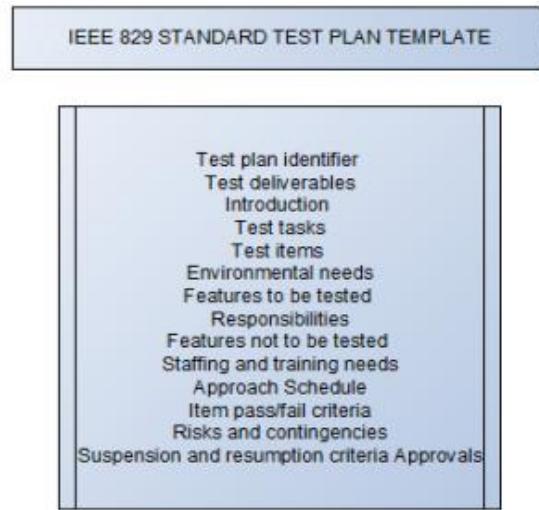 IEEE 829 STANDARD TEST PLAN TEMPLATE
Test plan identifier
Test deliverables
Introduction
Test tasks
Test items
Environmental needs
Features to be tested
Responsibilities
Features not to be tested
Staffing and training needs
Approach Schedule
Item pass/fail criteria
Risks and contingencies
Suspension and resumption criteria Approvals